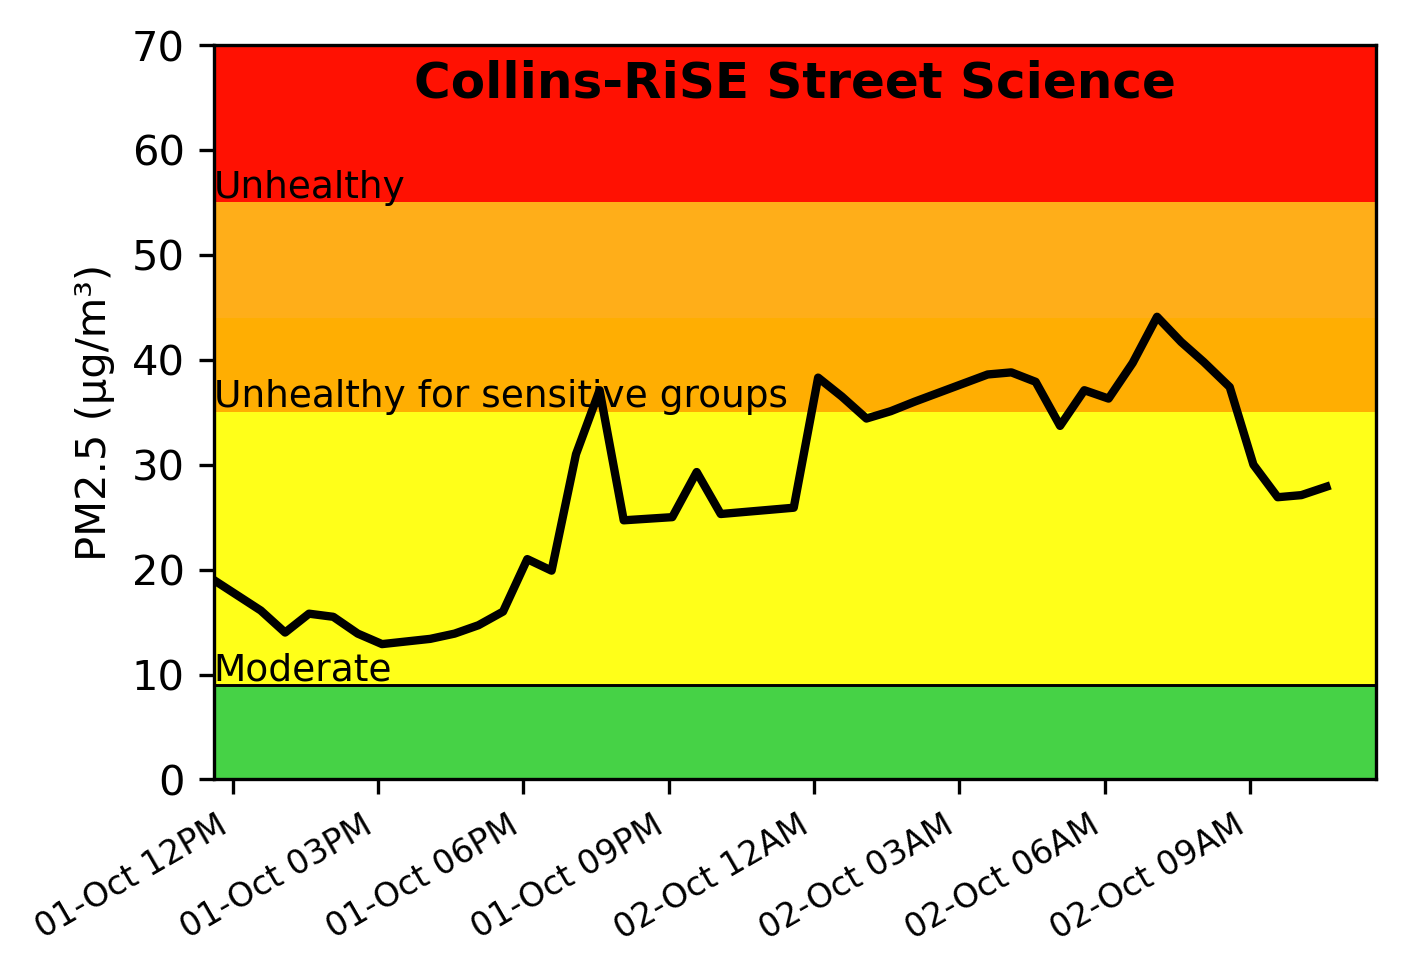 Collins-RiSE Street Science
70
60
Unhealthy
50
PM2.5 (µg/m³)
40
Unhealthy for sensitive groups
30
20
Moderate
10
0
01-Oct 12PM
01-Oct 03PM
01-Oct 06PM
01-Oct 09PM
02-Oct 12AM
02-Oct 03AM
02-Oct 06AM
02-Oct 09AM